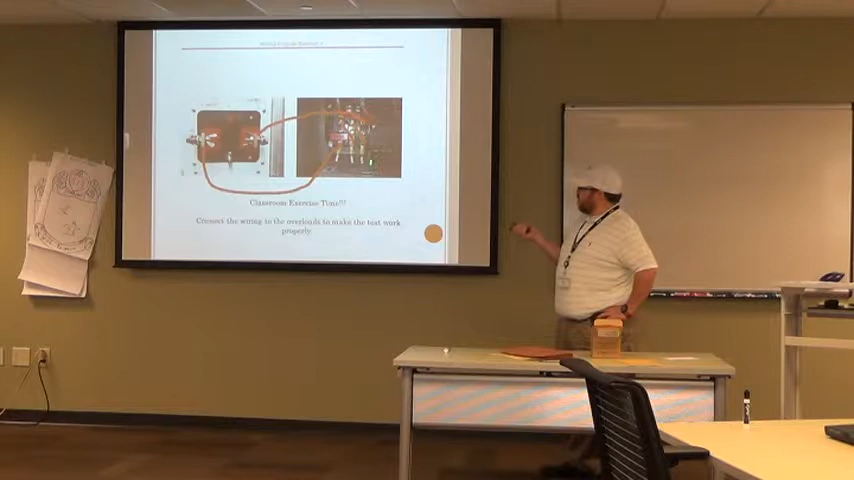 Classroom Exercise Time!!!
Connect the wiring to the overloads to make the test work
properly.